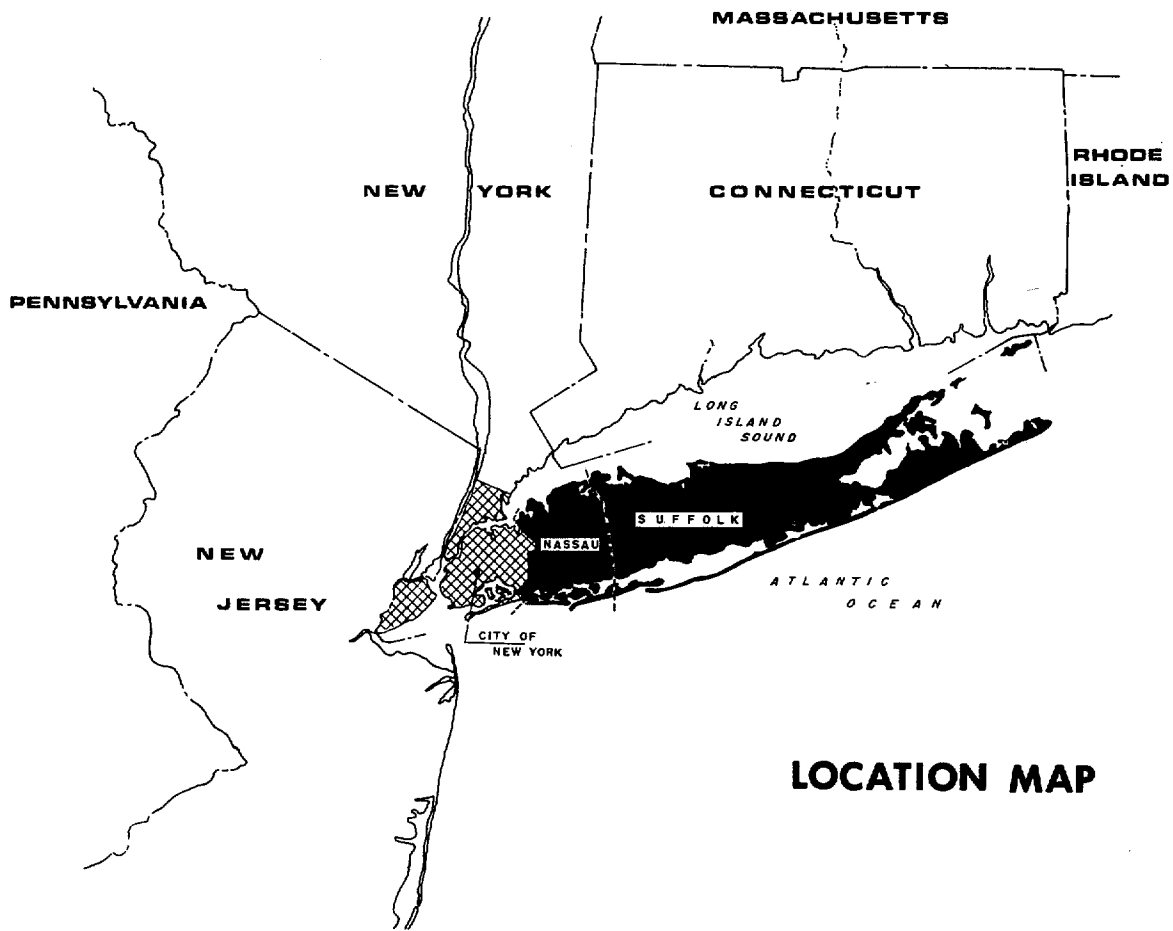 MASSACHUSETTS
RHODE
ISLAND
NEW YORK
CONNECTICUT
PENNSYLVANIA
LONG
ISLAND
SOUND
SUFFOLK
NASSAU
NEW
JERSEY
ATLANTIC
OCEAN
CITY OF
NEW YORK
LOCATION MAP